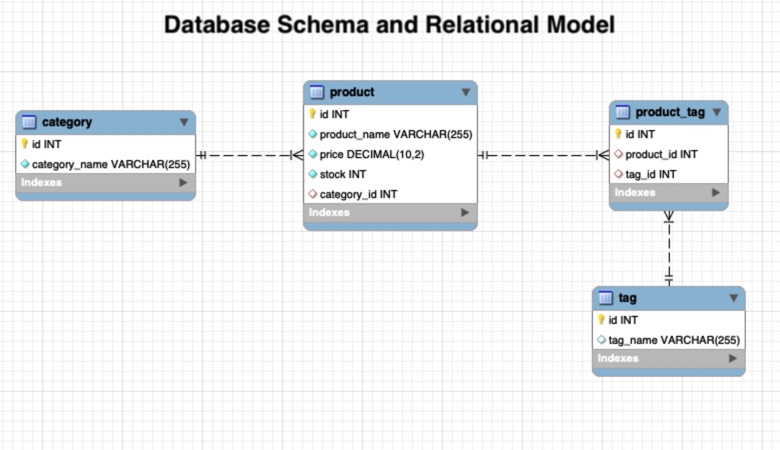 Database Schema and Relational Model
category
id INT
category_name VARCHAR(255)
Indexes
product
id INT
product_name VARCHAR(255)
price DECIMAL(10,2)
stock INT
category_id INT
Indexes
product_tag
id INT
product_id INT
tag_id INT
Indexes
tag
id INT
tag_name VARCHAR(255)
Indexes